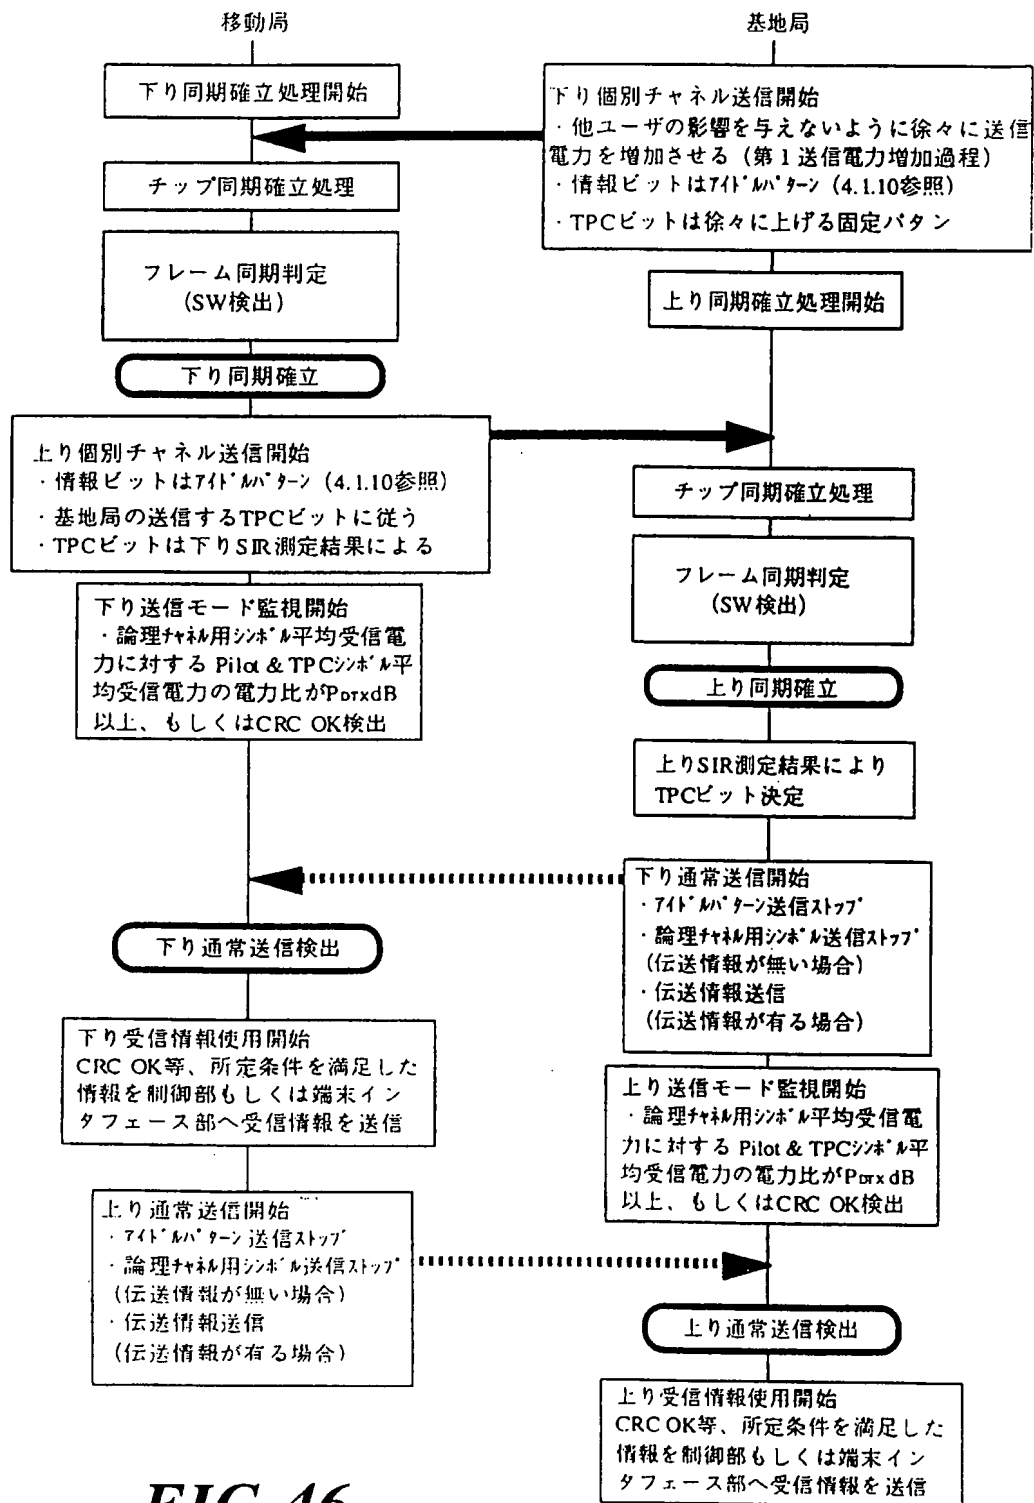 移動局
基地局
下り同期確立処理開始
下り個別チャネル送信開始
・他ユーザの影響を与えないように徐々に送信
電力を増加させる（第１送信電力増加過程）
・情報ビットはｱｲﾄﾞﾙﾊﾟﾀｰﾝ（4.1.10参照）
・TPCビットは徐々に上げる固定パタン
チップ同期確立処理
フレーム同期判定
(SW検出)
上り同期確立処理開始
下り同期確立
上り個別チャネル送信開始
・情報ビットはｱｲﾄﾞﾙﾊﾟﾀｰﾝ（4.1.10参照）
・基地局の送信するTPCビットに従う
・TPCビットは下りSIR測定結果による
チップ同期確立処理
フレーム同期判定
(SW検出)
下り送信モード監視開始
・論理ﾁｬﾈﾙ用ｼﾝﾎﾞﾙ平均受信電
力に対する Pilot & TPCｼﾝﾎﾞﾙ平
均受信電力の電力比がPDTXdB
以上、もしくはCRC OK検出
上り同期確立
上りSIR測定結果により
TPCビット決定
下り通常送信開始
・ｱｲﾄﾞﾙﾊﾟﾀｰﾝ送信ｽﾄｯﾌﾟ
・論理ﾁｬﾈﾙ用ｼﾝﾎﾞﾙ送信ｽﾄｯﾌﾟ
(伝送情報が無い場合)
・伝送情報送信
(伝送情報が有る場合)
下り通常送信検出
下り受信情報使用開始
CRC OK等、所定条件を満足した
情報を制御部もしくは端末イン
タフェース部へ受信情報を送信
上り送信モード監視開始
・論理ﾁｬﾈﾙ用ｼﾝﾎﾞﾙ平均受信電
力に対する Pilot & TPCｼﾝﾎﾞﾙ平
均受信電力の電力比がPDTXdB
以上、もしくはCRC OK検出
上り通常送信開始
・ｱｲﾄﾞﾙﾊﾟﾀｰﾝ 送信ｽﾄｯﾌﾟ
・論理ﾁｬﾈﾙ用ｼﾝﾎﾞﾙ送信ｽﾄｯﾌﾟ
(伝送情報が無い場合)
・伝送情報送信
(伝送情報が有る場合)
上り通常送信検出
上り受信情報使用開始
CRC OK等、所定条件を満足した
情報を制御部もしくは端末イン
タフェース部へ受信情報を送信
FIG.46